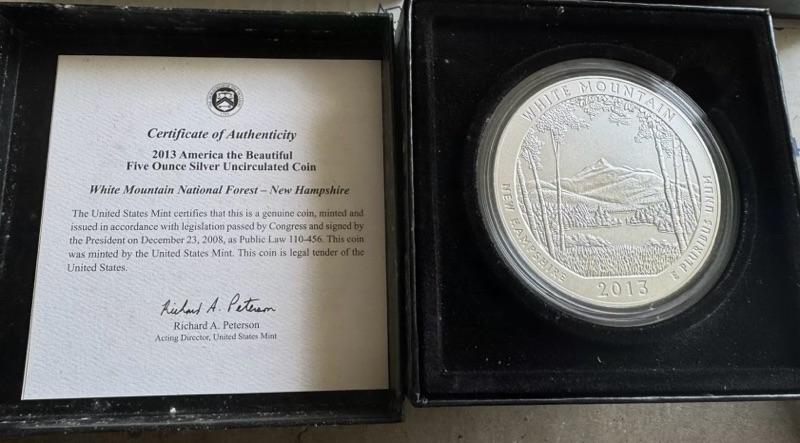 Certificate of Authenticity
2013 America the Beautiful
Five Ounce Silver Uncirculated Coin
White Mountain National Forest – New Hampshire
The United States Mint certifies that this is a genuine coin, minted and
issued in accordance with legislation passed by Congress and signed by
the President on December 23, 2008, as Public Law 110-456. This coin
was minted by the United States Mint. This coin is legal tender of the
United States.
Richard A. Peterson
Richard A. Peterson
Acting Director, United States Mint
WHITE MOUNTAIN
NEW HAMPSHIRE
2013
E PLURIBUS UNUM